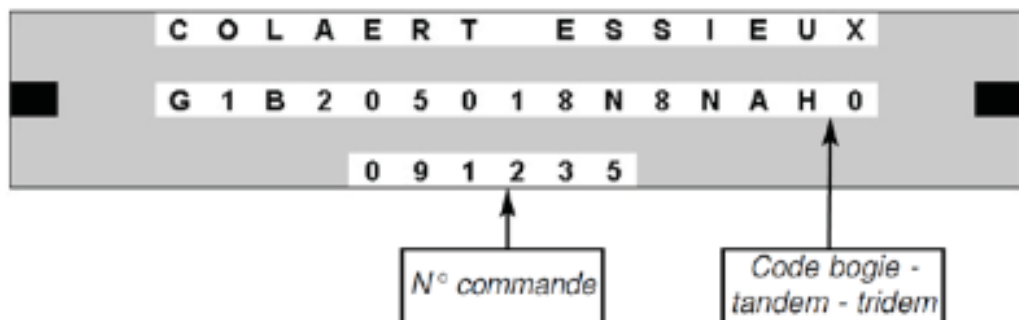 C O L A E R T E S S I E U X
G 1 B 2 0 5 0 1 8 N 8 N A H 0
0 9 1 2 3 5
N° commande
Code bogie -
tandem - tridem